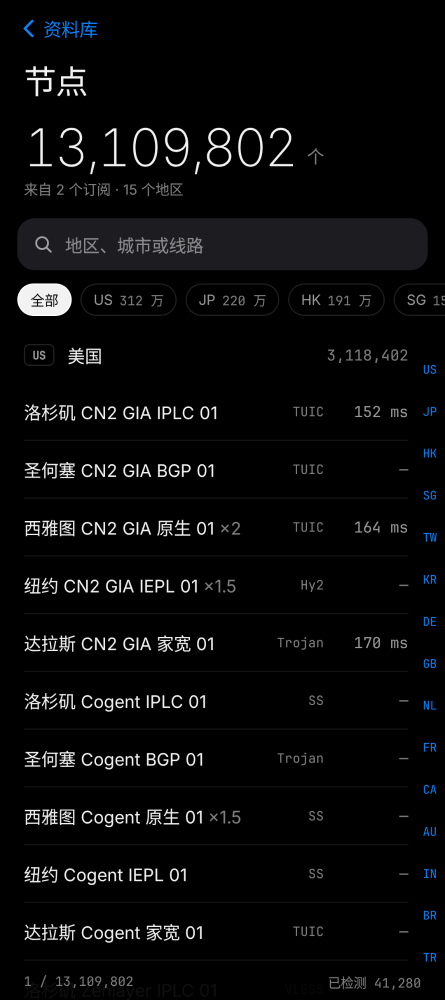 资料库
节点
13,109,802 个
来自 2 个订阅 · 15 个地区
地区、城市或线路
全部 US 312 万 JP 220 万 HK 191 万 SG 15
US 美国 3,118,402
US
洛杉矶 CN2 GIA IPLC 01 TUIC 152 ms
JP
HK
圣何塞 CN2 GIA BGP 01 TUIC –
SG
西雅图 CN2 GIA 原生 01 ×2 TUIC 164 ms
TW
纽约 CN2 GIA IEPL 01 ×1.5 Hy2 –
KR
DE
达拉斯 CN2 GIA 家宽 01 Trojan 170 ms
GB
洛杉矶 Cogent IPLC 01 SS –
NL
FR
圣何塞 Cogent BGP 01 Trojan –
CA
西雅图 Cogent 原生 01 ×1.5 SS –
AU
纽约 Cogent IEPL 01 SS –
IN
BR
达拉斯 Cogent 家宽 01 TUIC –
TR
1 / 13,109,802 已检测 41,280
洛杉矶 Zenlayer IPLC 01 VLESS